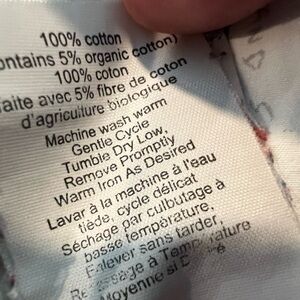 100% cotton
ontains 5% organic cotton)
100% coton
faite avec 5% fibre de coton
d'agriculture biologique
Machine wash warm
Gentle Cycle
Tumble Dry Low,
Remove Promptly
Warm Iron As Desired
Lavar à la machine à l'eau
tiède, cycle délicat
Séchage par culbutage à
basse température,
Enlever sans tarder,
à Température
Moyenne si